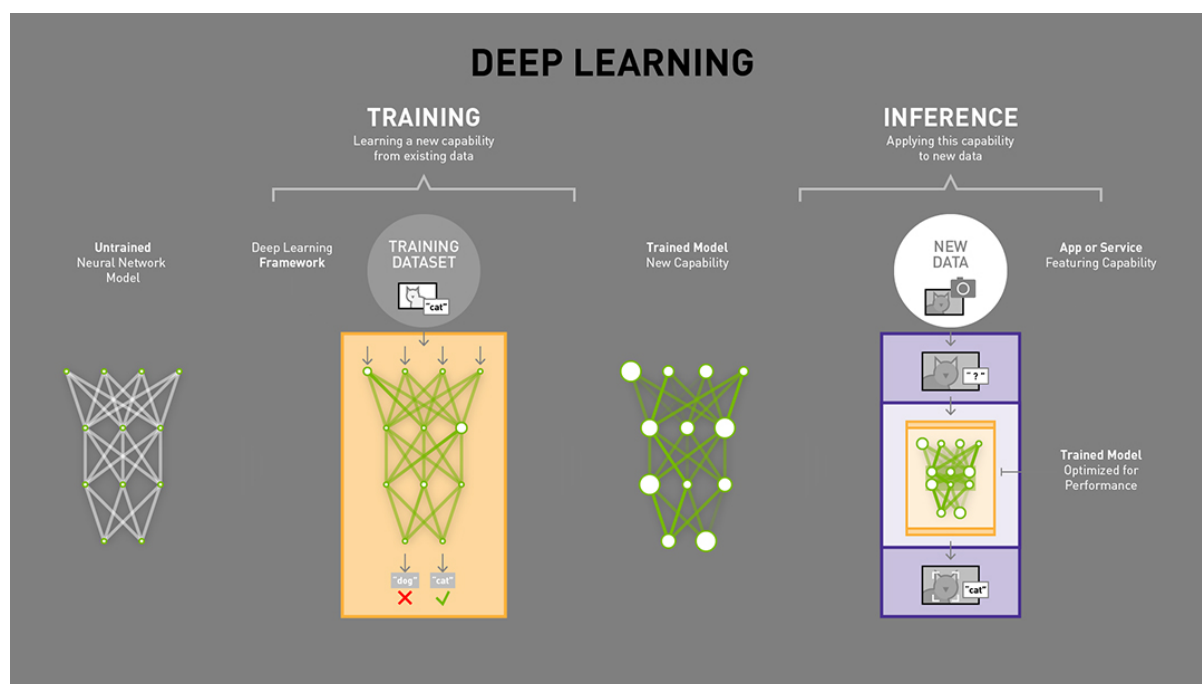 DEEP LEARNING
TRAINING
Learning a new capability
from existing data
INFERENCE
Applying this capability
to new data
Untrained
Neural Network
Model
Deep Learning
Framework
TRAINING
DATASET
"cat"
Trained Model
New Capability
NEW
DATA
App or Service
Featuring Capability
"?"
Trained Model
Optimized for
Performance
"dog"
"cat"
"cat"